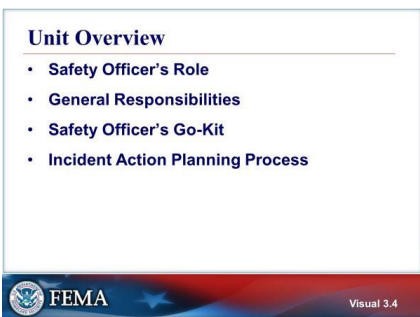 Unit Overview
• Safety Officer's Role
• General Responsibilities
• Safety Officer's Go-Kit
• Incident Action Planning Process
FEMA
Visual 3.4